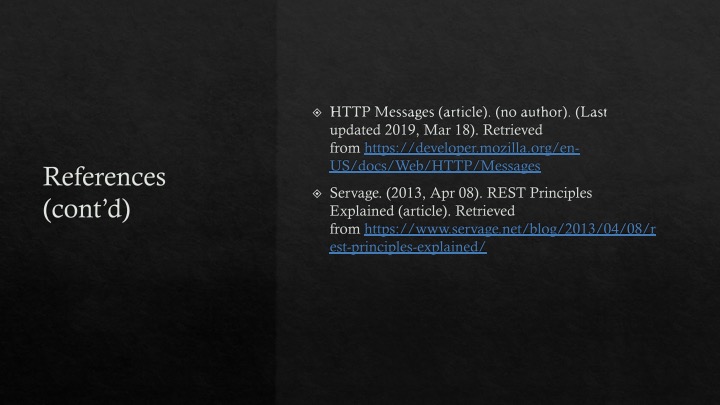 References
(cont’d)
HTTP Messages (article). (no author). (Last
updated 2019, Mar 18). Retrieved
from https://developer.mozilla.org/en-
US/docs/Web/HTTP/Messages
Servage. (2013, Apr 08). REST Principles
Explained (article). Retrieved
from https://www.servage.net/blog/2013/04/08/r
est-principles-explained/